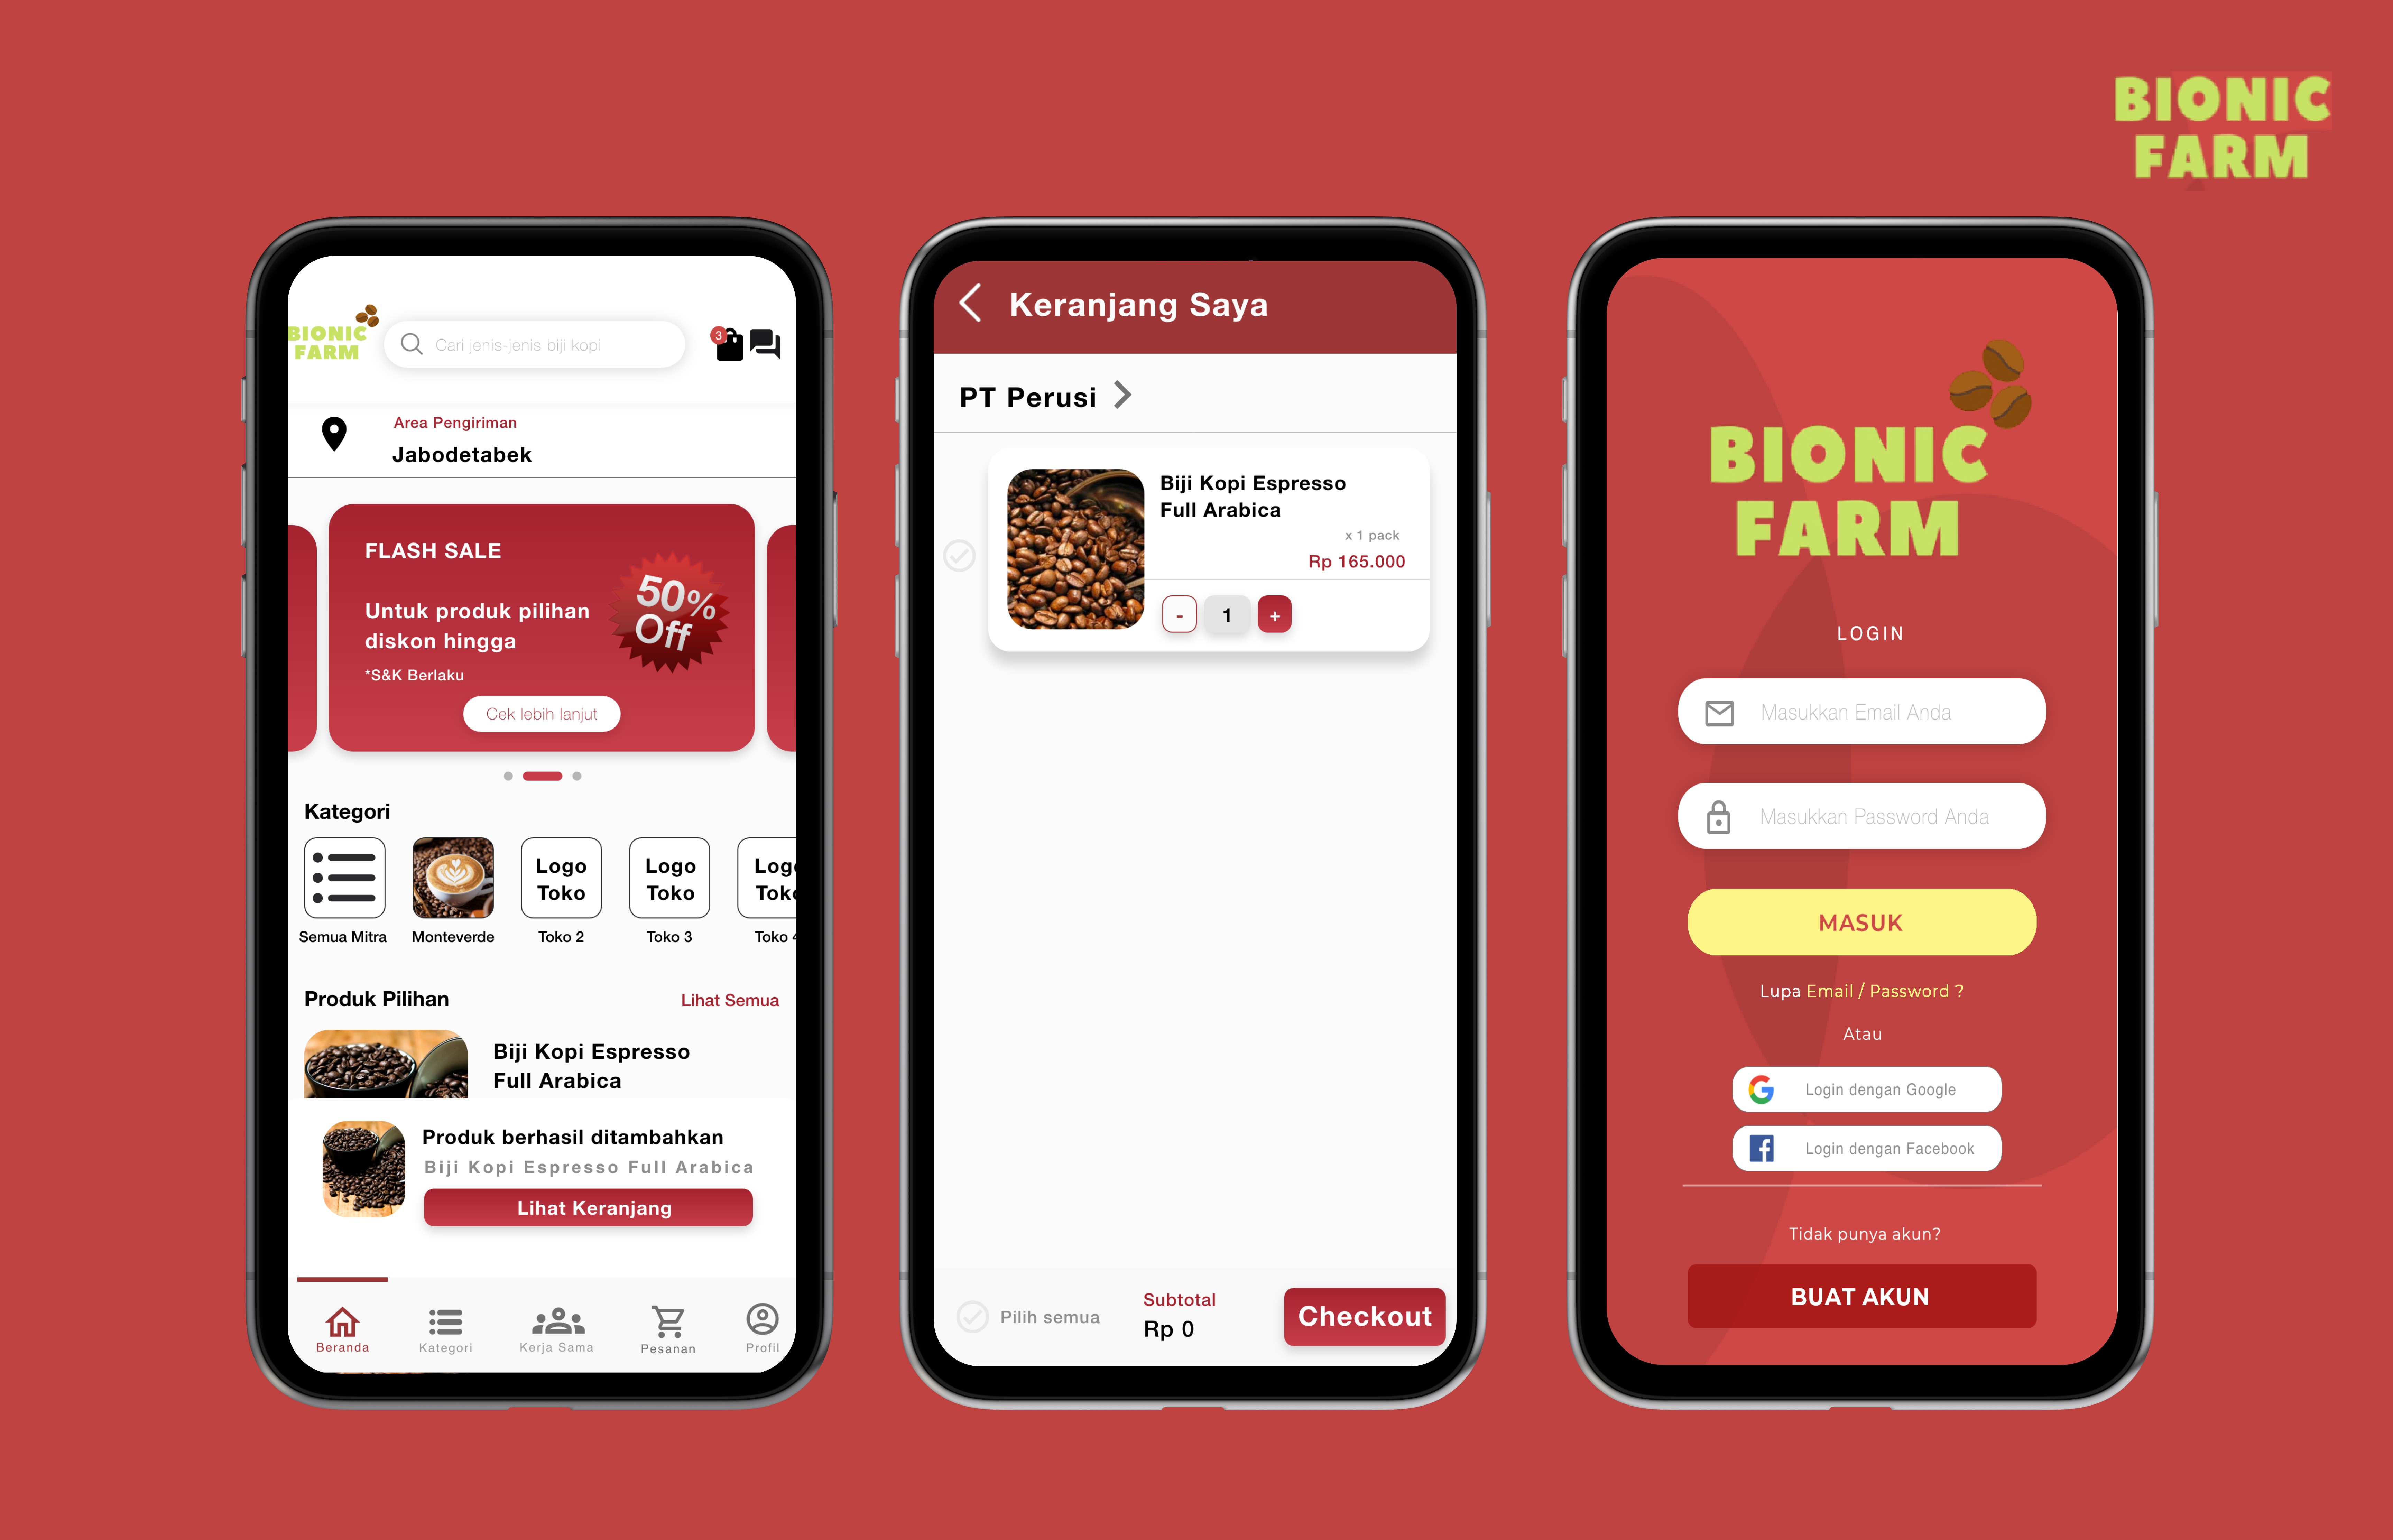 BIONIC
FARM
BIONIC
FARM
Cari jenis-jenis biji kopi
3
Area Pengiriman
Jabodetabek
FLASH SALE
Untuk produk pilihan
diskon hingga
*S&K Berlaku
50%
Off
Cek lebih lanjut
Kategori
Logo
Toko
Logo
Toko
Logo
Toko
Semua Mitra
Monteverde
Toko 2
Toko 3
Toko 4
Produk Pilihan
Lihat Semua
Biji Kopi Espresso
Full Arabica
Produk berhasil ditambahkan
Biji Kopi Espresso Full Arabica
Lihat Keranjang
Beranda
Kategori
Kerja Sama
Pesanan
Profil
Keranjang Saya
PT Perusi
Biji Kopi Espresso
Full Arabica
x 1 pack
Rp 165.000
- 1 +
Pilih semua
Subtotal
Rp 0
Checkout
BIONIC
FARM
LOGIN
Masukkan Email Anda
Masukkan Password Anda
MASUK
Lupa Email / Password ?
Atau
Login dengan Google
Login dengan Facebook
Tidak punya akun?
BUAT AKUN